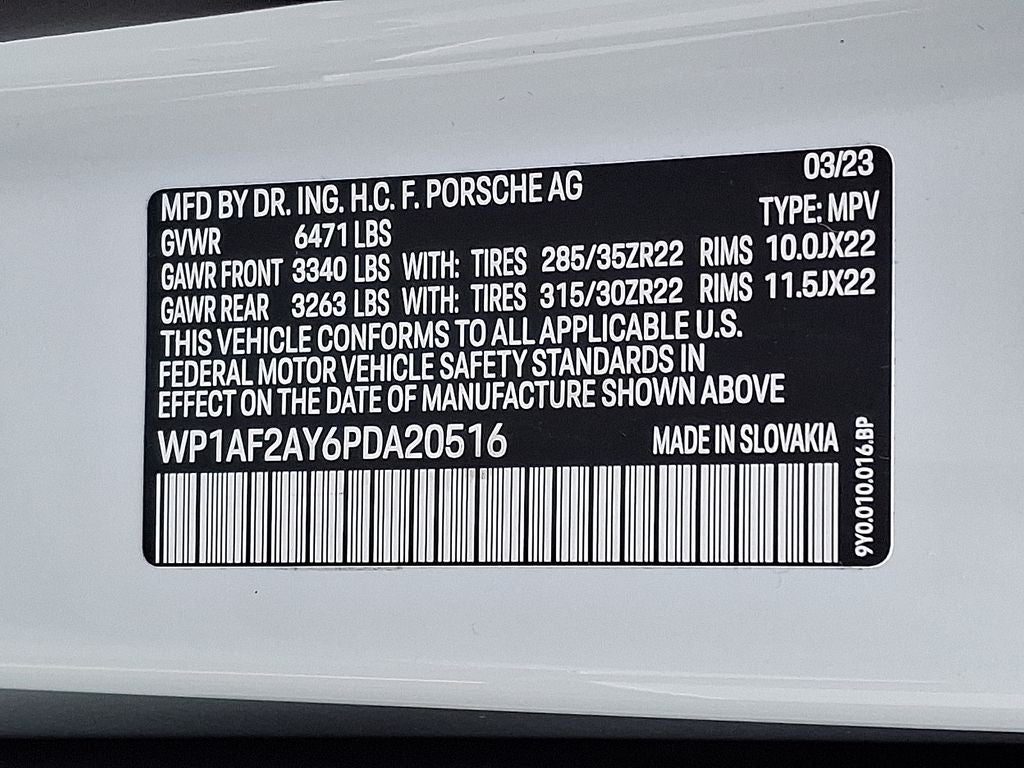 MFD BY DR. ING. H.C. F. PORSCHE AG 03/23
TYPE: MPV
GVWR 6471 LBS
GAWR FRONT 3340 LBS WITH: TIRES 285/35ZR22 RIMS 10.0JX22
GAWR REAR 3263 LBS WITH: TIRES 315/30ZR22 RIMS 11.5JX22
THIS VEHICLE CONFORMS TO ALL APPLICABLE U.S.
FEDERAL MOTOR VEHICLE SAFETY STANDARDS IN
EFFECT ON THE DATE OF MANUFACTURE SHOWN ABOVE
WP1AF2AY6PDA20516 MADE IN SLOVAKIA
9Y0.010.016.BP